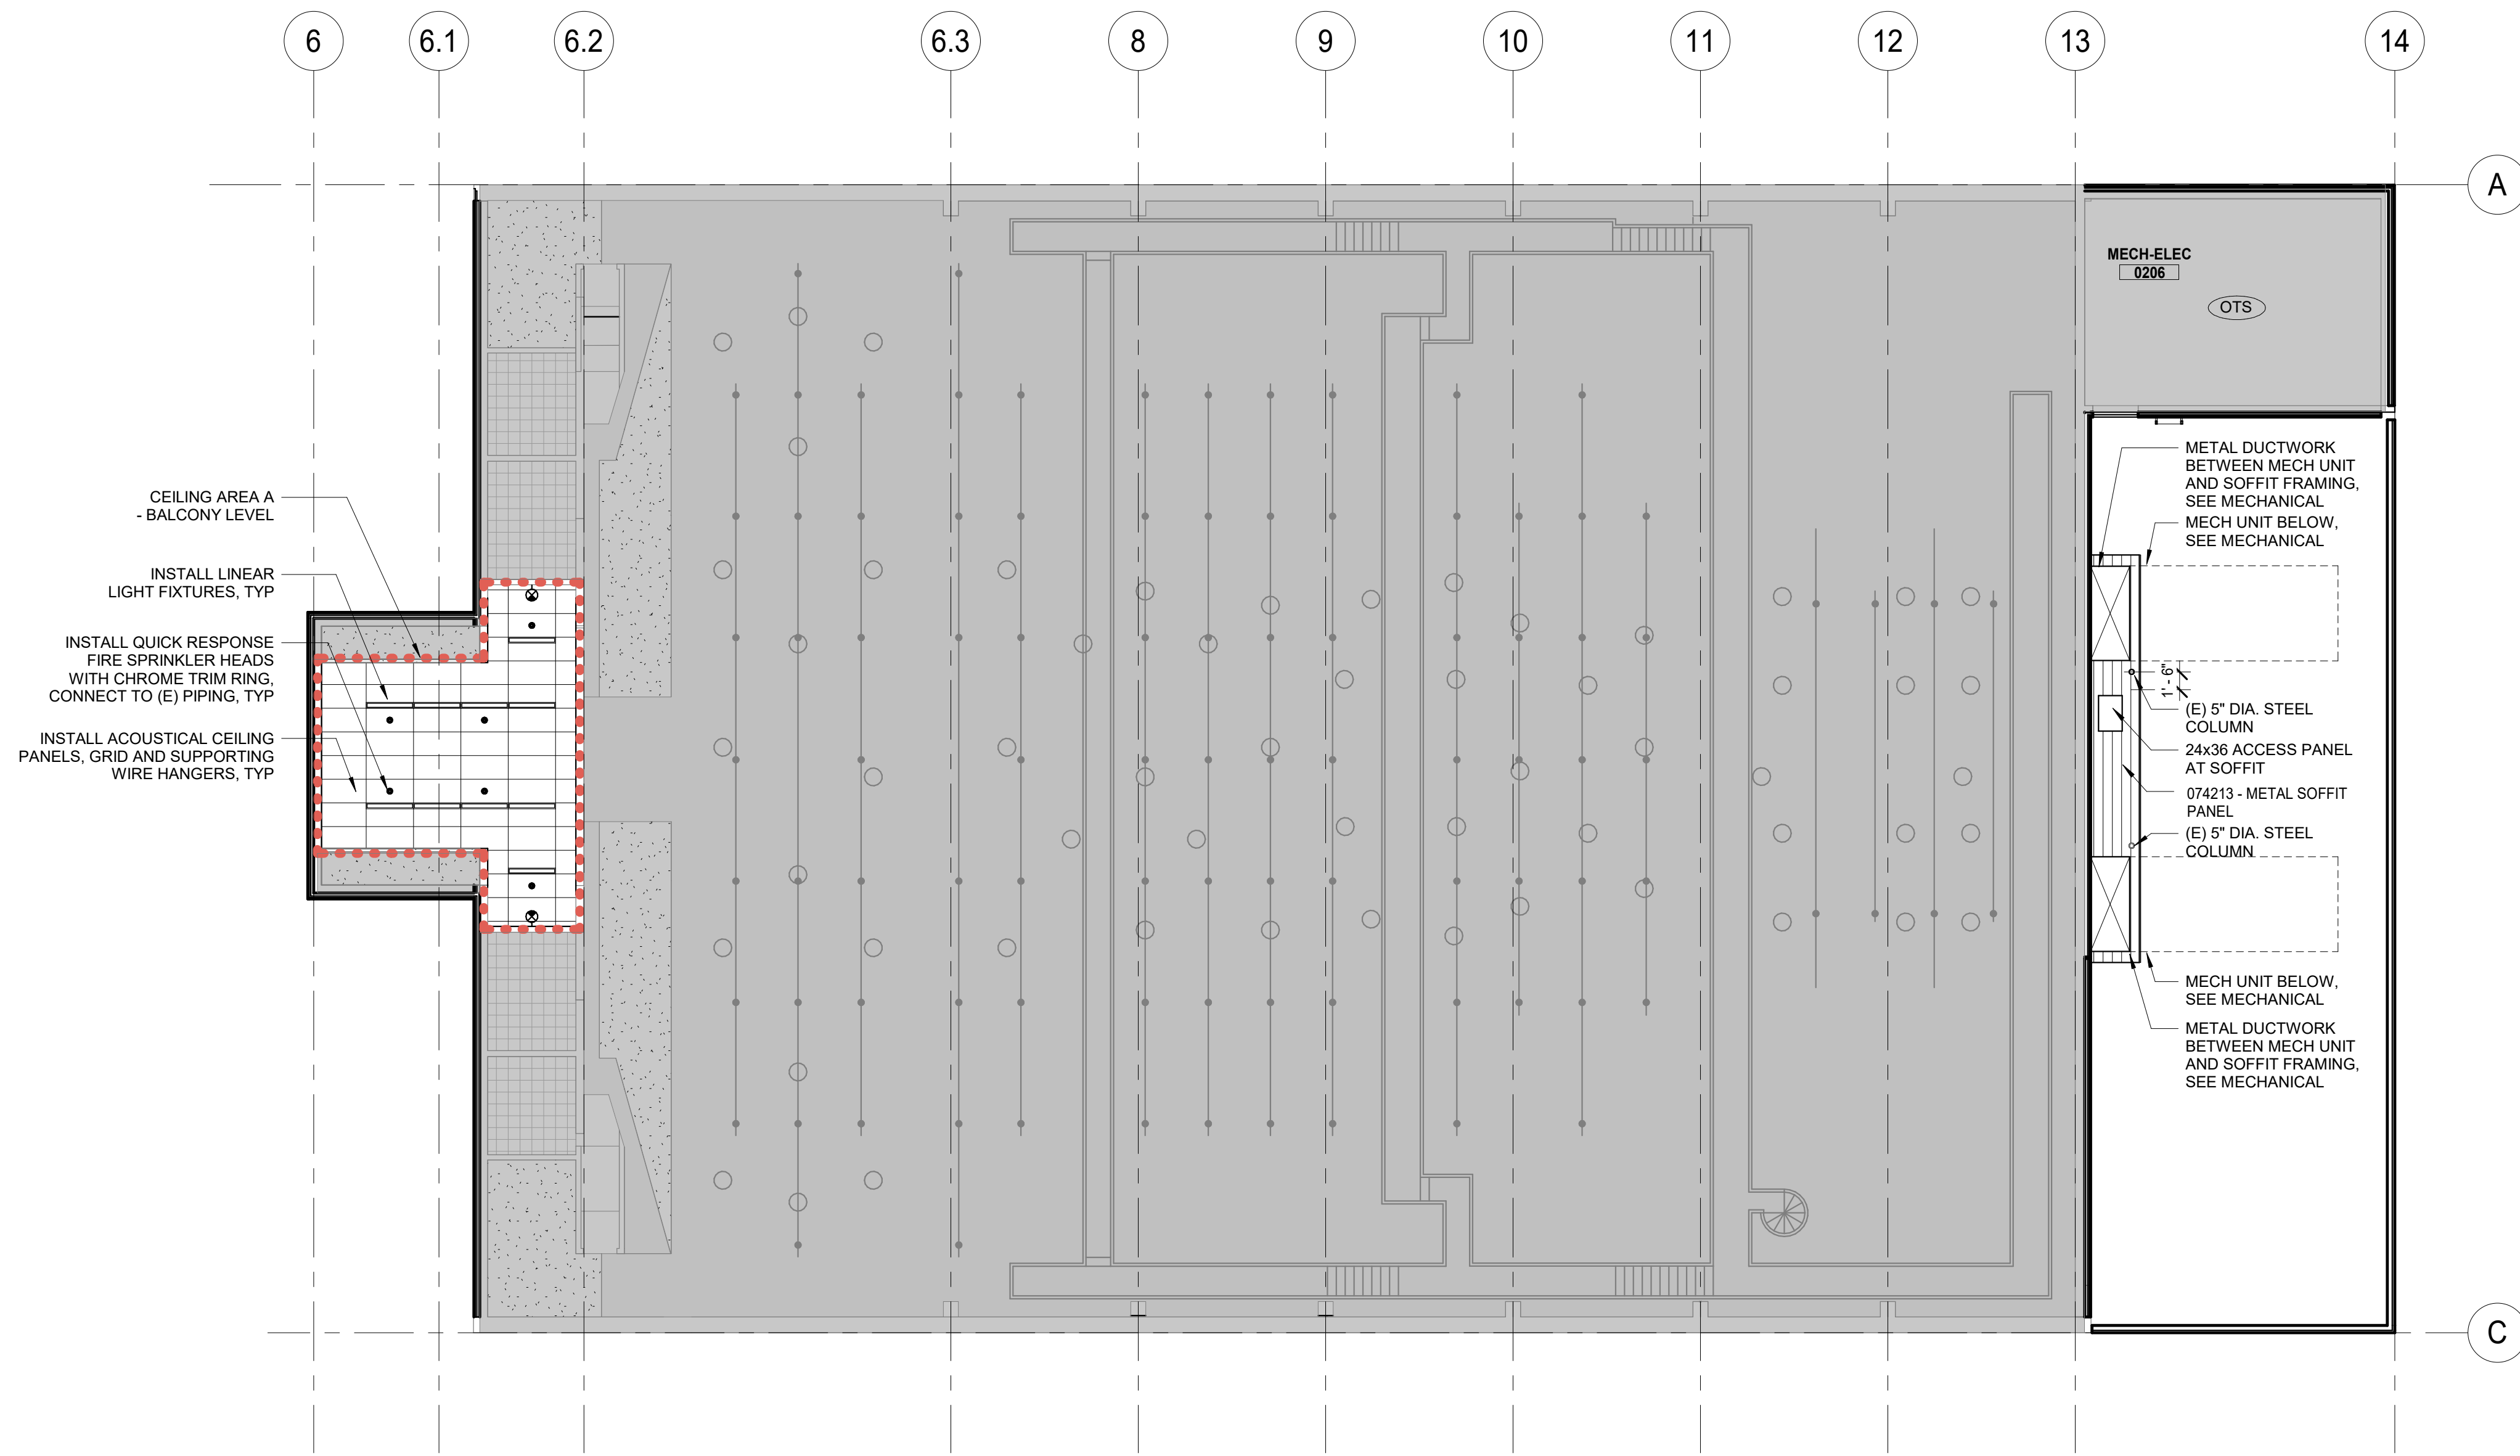 6
6.1
6.2
6.3
8
9
10
11
12
13
14
A
MECH-ELEC
0206
OTS
CEILING AREA A
- BALCONY LEVEL
INSTALL LINEAR
LIGHT FIXTURES, TYP
INSTALL QUICK RESPONSE
FIRE SPRINKLER HEADS
WITH CHROME TRIM RING,
CONNECT TO (E) PIPING, TYP
INSTALL ACOUSTICAL CEILING
PANELS, GRID AND SUPPORTING
WIRE HANGERS, TYP
METAL DUCTWORK
BETWEEN MECH UNIT
AND SOFFIT FRAMING,
SEE MECHANICAL
MECH UNIT BELOW,
SEE MECHANICAL
1' - 6"
(E) 5" DIA. STEEL
COLUMN
24x36 ACCESS PANEL
AT SOFFIT
074213 - METAL SOFFIT
PANEL
(E) 5" DIA. STEEL
COLUMN
MECH UNIT BELOW,
SEE MECHANICAL
METAL DUCTWORK
BETWEEN MECH UNIT
AND SOFFIT FRAMING,
SEE MECHANICAL
C